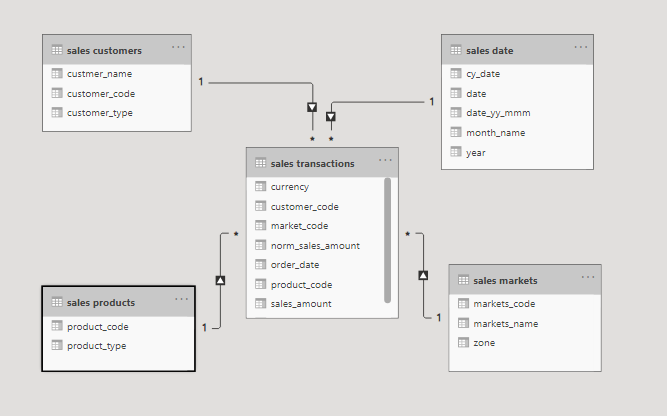 sales customers
custmer_name
customer_code
customer_type
1
sales date
cy_date
date
date_yy_mmm
month_name
year
1
*
*
sales transactions
currency
customer_code
market_code
norm_sales_amount
order_date
product_code
sales_amount
*
*
sales products
product_code
product_type
1
sales markets
markets_code
markets_name
zone
1